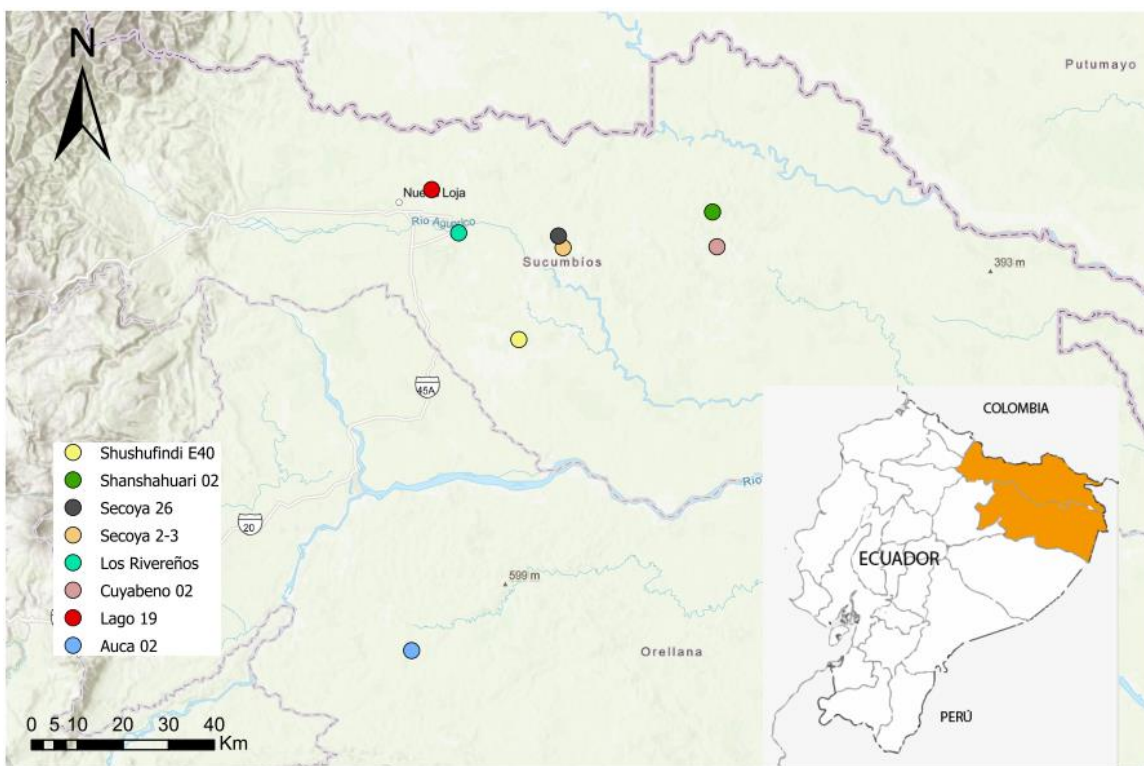 N
Putumayo
Nueva Loja
Río Aguarico
Sucumbíos
393 m
45A
COLOMBIA
Shushufindi E40
Shanshahuari 02
Secoya 26
Secoya 2-3
Los Rivereños
Cuyabeno 02
Lago 19
Auca 02
20
Río
599 m
ECUADOR
Orellana
PERÚ
0 5 10 20 30 40
Km